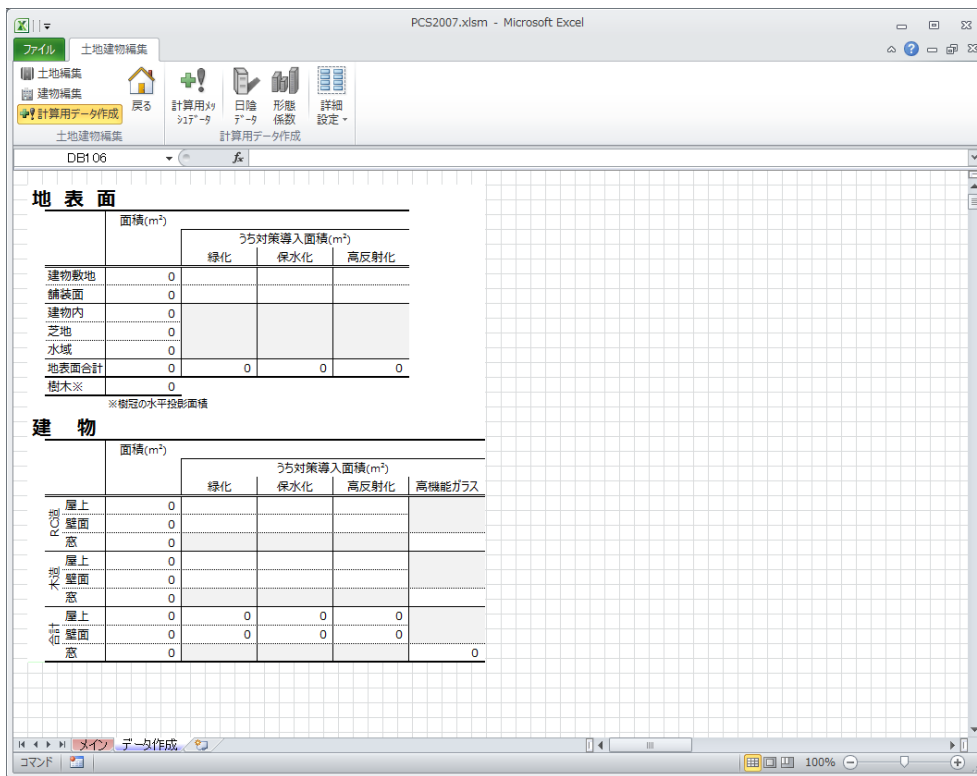 PCS2007.xlsm - Microsoft Excel
ファイル 土地建物編集
土地編集
建物編集
計算用データ作成
戻る
計算用メッシュデータ
日陰データ
形態係数
詳細設定
土地建物編集 計算用データ作成
DB106 fx
地 表 面
面積(m²)
うち対策導入面積(m²)
緑化 保水化 高反射化
建物敷地 0
舗装面 0
建物内 0
芝地 0
水域 0
地表面合計 0 0 0 0
樹木※ 0
※樹冠の水平投影面積
建 物
面積(m²)
うち対策導入面積(m²)
緑化 保水化 高反射化 高機能ガラス
RC造
屋上 0
壁面 0
窓 0
木造
屋上 0
壁面 0
窓 0
合計
屋上 0 0 0 0
壁面 0 0 0 0
窓 0 0
メイン データ作成
コマンド 100%